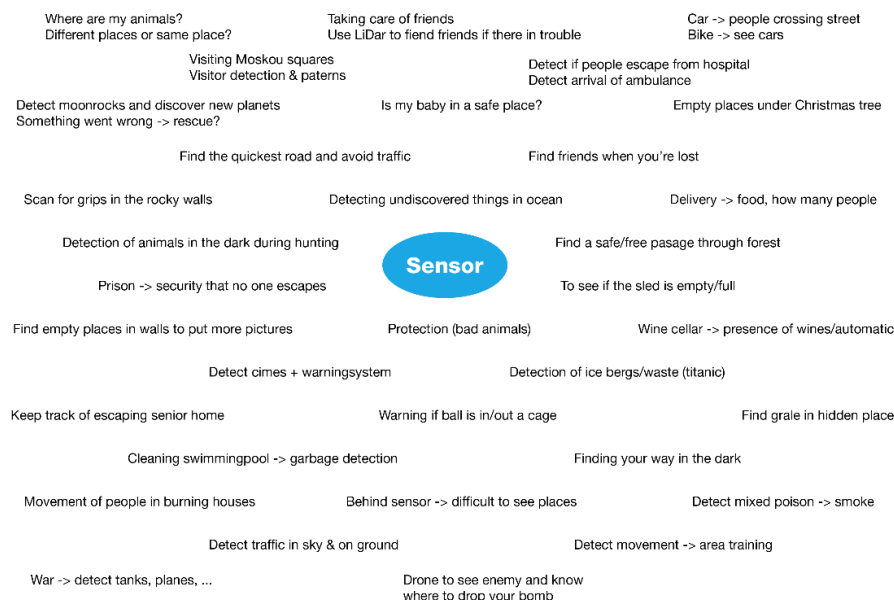 Where are my animals?
Different places or same place?
Taking care of friends
Use LiDar to fiend friends if there in trouble
Car -> people crossing street
Bike -> see cars
Visiting Moskou squares
Visitor detection & paterns
Detect if people escape from hospital
Detect arrival of ambulance
Detect moonrocks and discover new planets
Something went wrong -> rescue?
Is my baby in a safe place?
Empty places under Christmas tree
Find the quickest road and avoid traffic
Find friends when you're lost
Scan for grips in the rocky walls
Detecting undiscovered things in ocean
Delivery -> food, how many people
Detection of animals in the dark during hunting
Find a safe/free pasage through forest
Sensor
Prison -> security that no one escapes
To see if the sled is empty/full
Find empty places in walls to put more pictures
Protection (bad animals)
Wine cellar -> presence of wines/automatic
Detect cimes + warningsystem
Detection of ice bergs/waste (titanic)
Keep track of escaping senior home
Warning if ball is in/out a cage
Find grale in hidden place
Cleaning swimmingpool -> garbage detection
Finding your way in the dark
Movement of people in burning houses
Behind sensor -> difficult to see places
Detect mixed poison -> smoke
Detect traffic in sky & on ground
Detect movement -> area training
War -> detect tanks, planes, ...
Drone to see enemy and know
where to drop your bomb